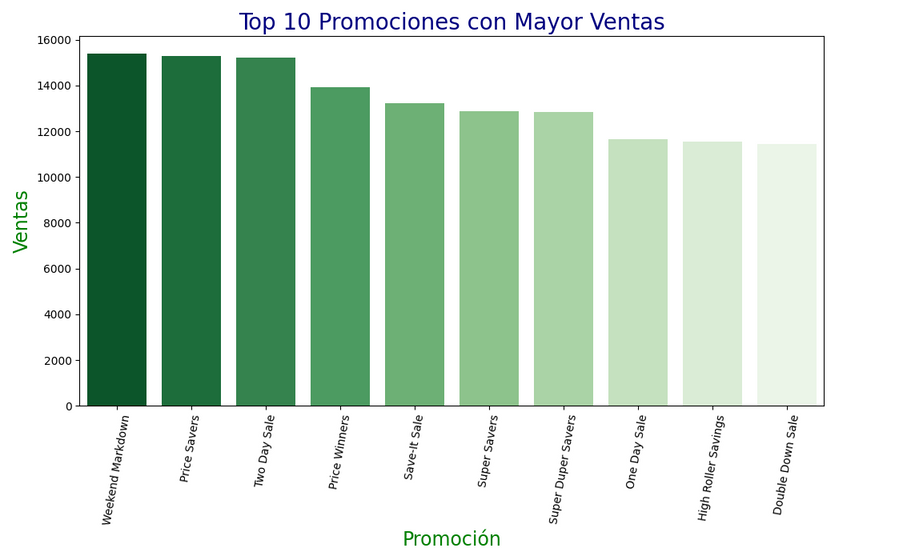 Top 10 Promociones con Mayor Ventas
Ventas
16000
14000
12000
10000
8000
6000
4000
2000
0
Weekend Markdown
Price Savers
Two Day Sale
Price Winners
Save-It Sale
Super Savers
Super Duper Savers
One Day Sale
High Roller Savings
Double Down Sale
Promoción